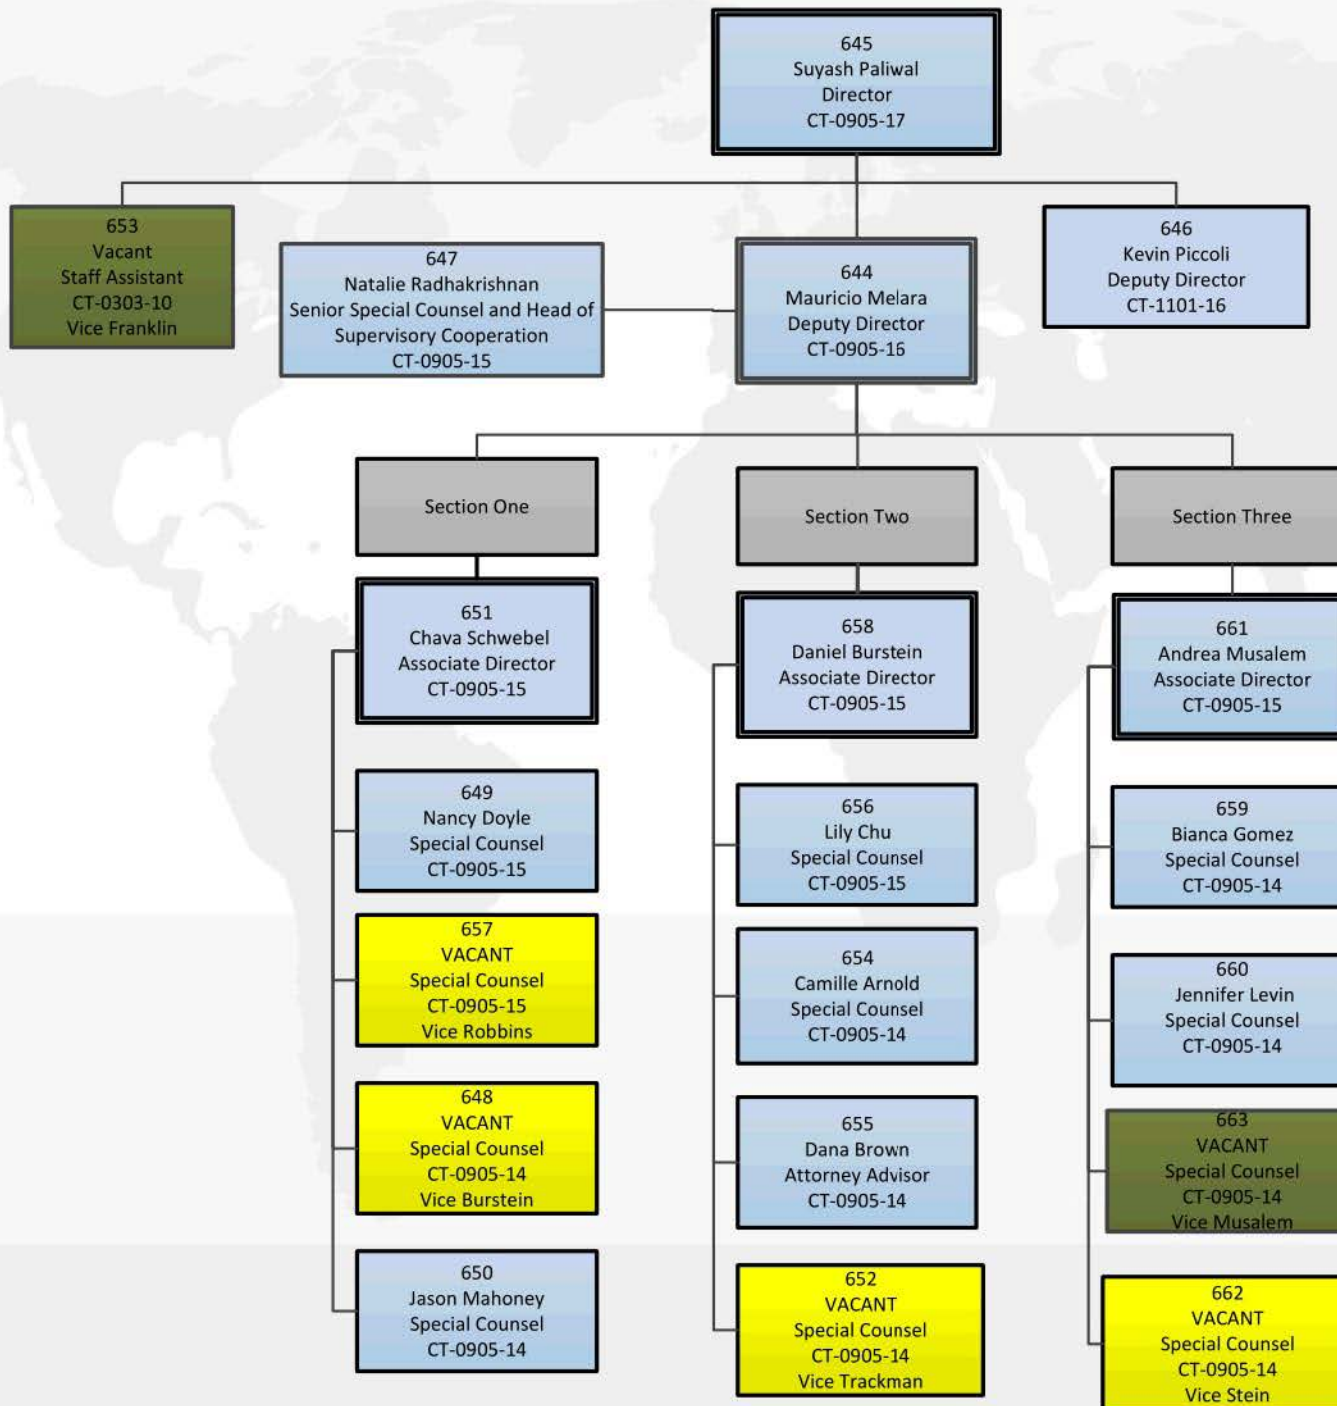 645
Suyash Paliwal
Director
CT-0905-17
653
Vacant
Staff Assistant
CT-0303-10
Vice Franklin
647
Natalie Radhakrishnan
Senior Special Counsel and Head of
Supervisory Cooperation
CT-0905-15
644
Mauricio Melara
Deputy Director
CT-0905-16
646
Kevin Piccoli
Deputy Director
CT-1101-16
Section One
651
Chava Schwebel
Associate Director
CT-0905-15
649
Nancy Doyle
Special Counsel
CT-0905-15
657
VACANT
Special Counsel
CT-0905-15
Vice Robbins
648
VACANT
Special Counsel
CT-0905-14
Vice Burstein
650
Jason Mahoney
Special Counsel
CT-0905-14
Section Two
658
Daniel Burstein
Associate Director
CT-0905-15
656
Lily Chu
Special Counsel
CT-0905-15
654
Camille Arnold
Special Counsel
CT-0905-14
655
Dana Brown
Attorney Advisor
CT-0905-14
652
VACANT
Special Counsel
CT-0905-14
Vice Trackman
Section Three
661
Andrea Musalem
Associate Director
CT-0905-15
659
Bianca Gomez
Special Counsel
CT-0905-14
660
Jennifer Levin
Special Counsel
CT-0905-14
663
VACANT
Special Counsel
CT-0905-14
Vice Musalem
662
VACANT
Special Counsel
CT-0905-14
Vice Stein